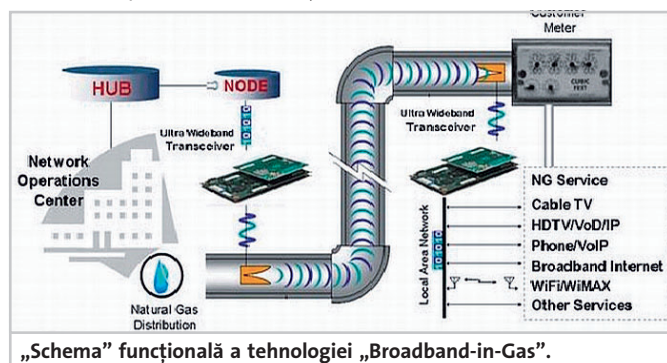 Customer
Meter
HUB
NODE
Ultra Wideband
Transceiver
Ultra Wideband
Transceiver
CUBIC
Network
Operations
Center
Natural Gas
Distribution
Local Area Network
NG Service
Cable TV
HDTV/VoD/IP
Phone/VoIP
Broadband Internet
WiFi/WiMAX
Other Services
„Schema” funcțională a tehnologiei „Broadband-in-Gas”.